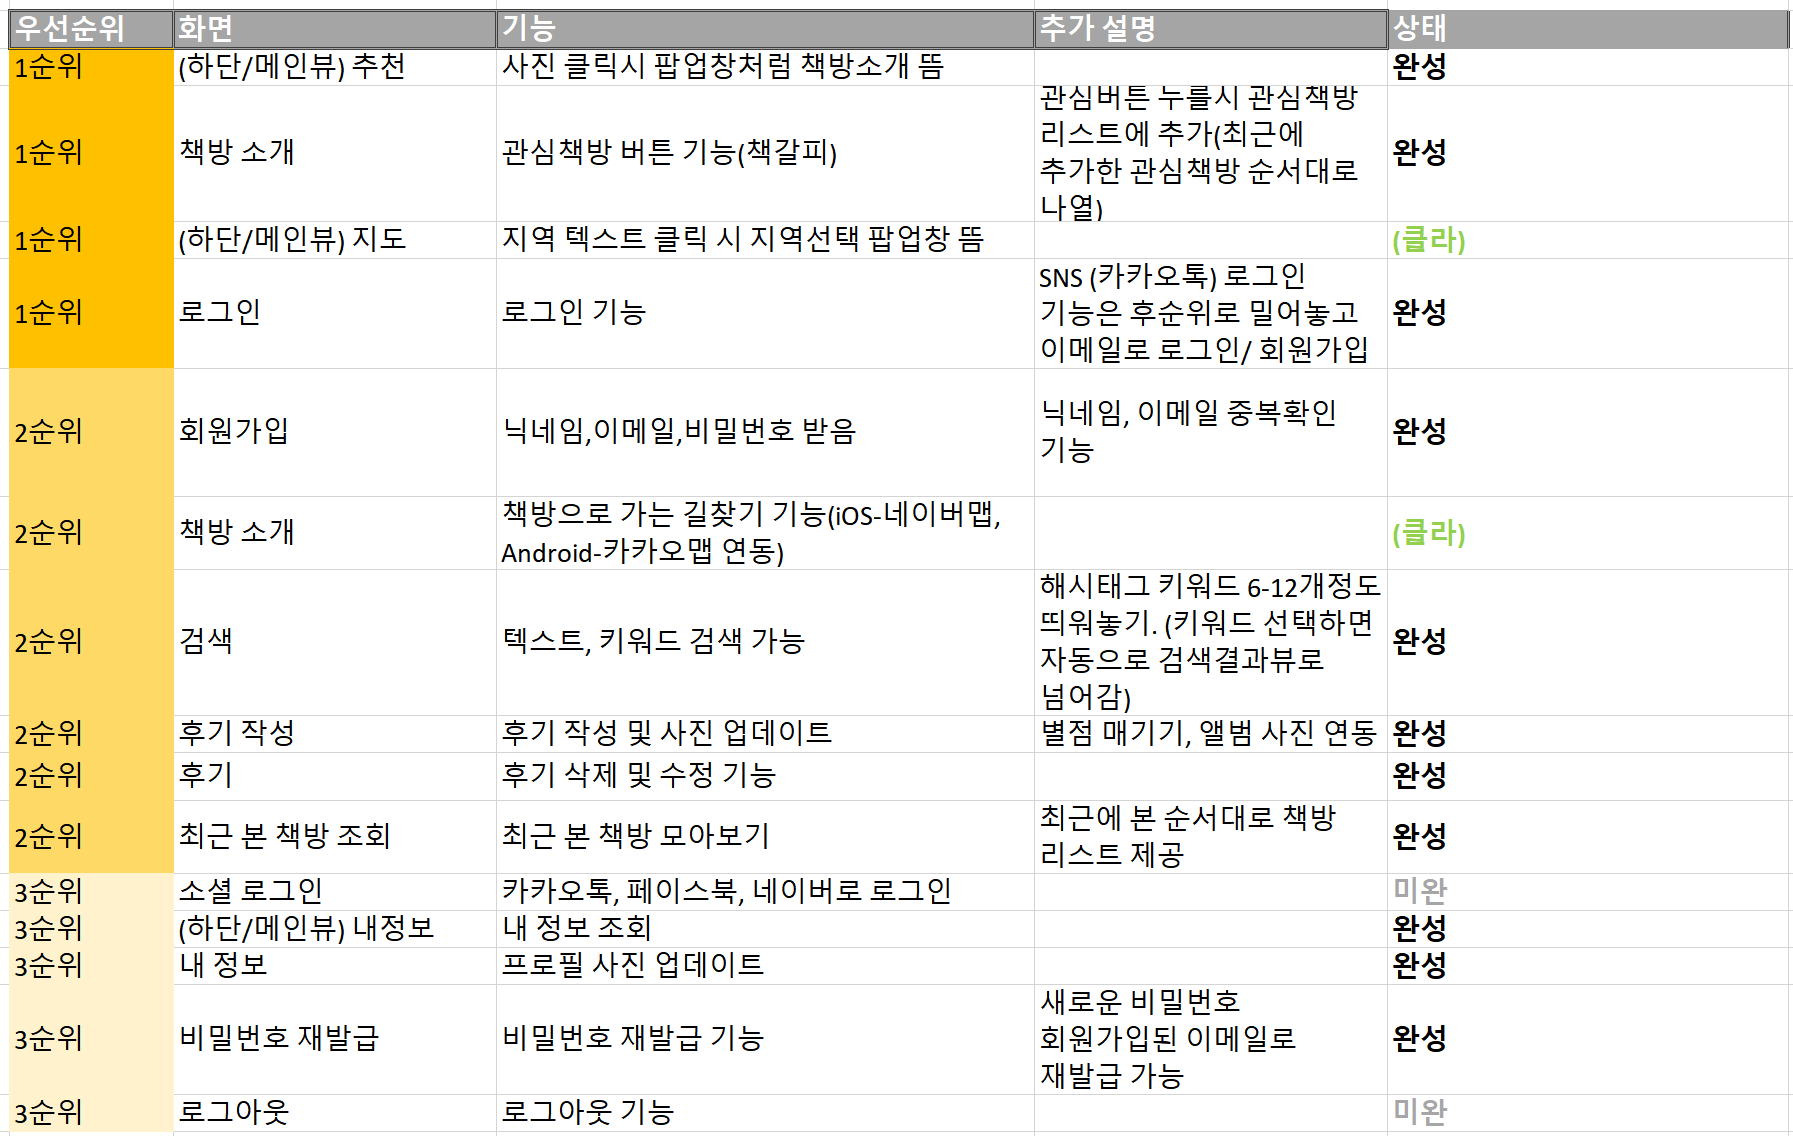 우선순위 화면 기능 추가 설명 상태
1순위 (하단/메인뷰) 추천 사진 클릭시 팝업창처럼 책방소개 뜸 완성
1순위 책방 소개 관심책방 버튼 기능(책갈피) 관심버튼 누를시 관심책방
리스트에 추가(최근에
추가한 관심책방 순서대로
나열) 완성
1순위 (하단/메인뷰) 지도 지역 텍스트 클릭 시 지역선택 팝업창 뜸 (클라)
1순위 로그인 로그인 기능 SNS (카카오톡) 로그인
기능은 후순위로 밀어놓고
이메일로 로그인/ 회원가입 완성
2순위 회원가입 닉네임,이메일,비밀번호 받음 닉네임, 이메일 중복확인
기능 완성
2순위 책방 소개 책방으로 가는 길찾기 기능(iOS-네이버맵,
Android-카카오맵 연동) (클라)
2순위 검색 텍스트, 키워드 검색 가능 해시태그 키워드 6-12개정도
띄워놓기. (키워드 선택하면
자동으로 검색결과뷰로
넘어감) 완성
2순위 후기 작성 후기 작성 및 사진 업데이트 별점 매기기, 앨범 사진 연동 완성
2순위 후기 후기 삭제 및 수정 기능 완성
2순위 최근 본 책방 조회 최근 본 책방 모아보기 최근에 본 순서대로 책방
리스트 제공 완성
3순위 소셜 로그인 카카오톡, 페이스북, 네이버로 로그인 미완
3순위 (하단/메인뷰) 내정보 내 정보 조회 완성
3순위 내 정보 프로필 사진 업데이트 완성
3순위 비밀번호 재발급 비밀번호 재발급 기능 새로운 비밀번호
회원가입된 이메일로
재발급 가능 완성
3순위 로그아웃 로그아웃 기능 미완